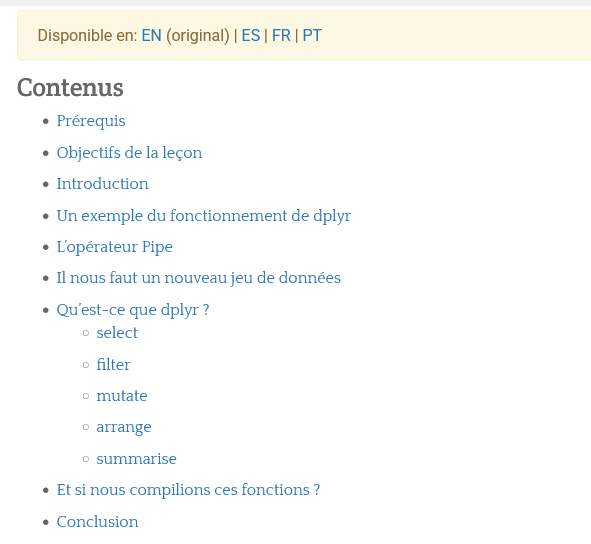 Disponible en: EN (original) | ES | FR | PT
Contenus
Prérequis
Objectifs de la leçon
Introduction
Un exemple du fonctionnement de dplyr
L’opérateur Pipe
Il nous faut un nouveau jeu de données
Qu’est-ce que dplyr ?
select
filter
mutate
arrange
summarise
Et si nous compilions ces fonctions ?
Conclusion